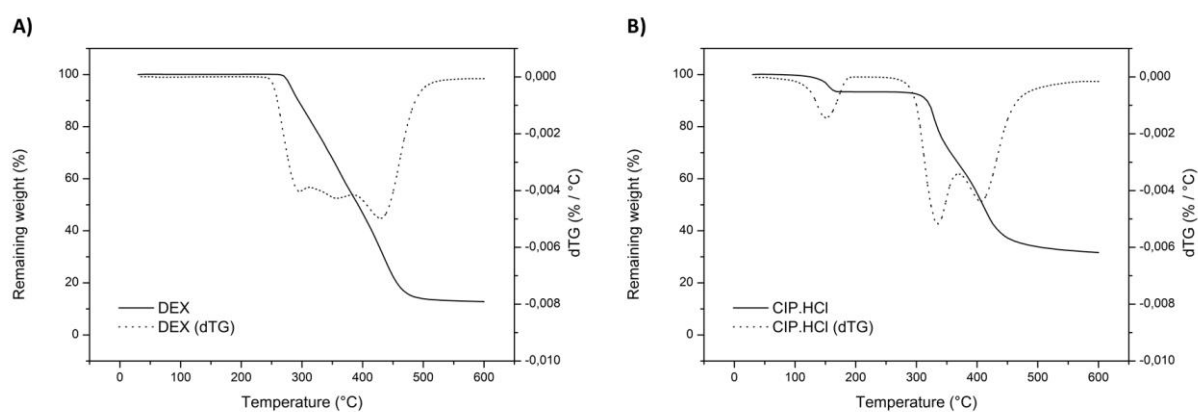 A)
Remaining weight (%)
100
80
60
40
20
0
0,000
-0,002
-0,004
-0,006
-0,008
-0,010
dTG (% / °C)
DEX
DEX (dTG)
0 100 200 300 400 500 600
Temperature (°C)
B)
Remaining weight (%)
100
80
60
40
20
0
0,000
-0,002
-0,004
-0,006
-0,008
-0,010
dTG (% / °C)
CIP.HCl
CIP.HCl (dTG)
0 100 200 300 400 500 600
Temperature (°C)